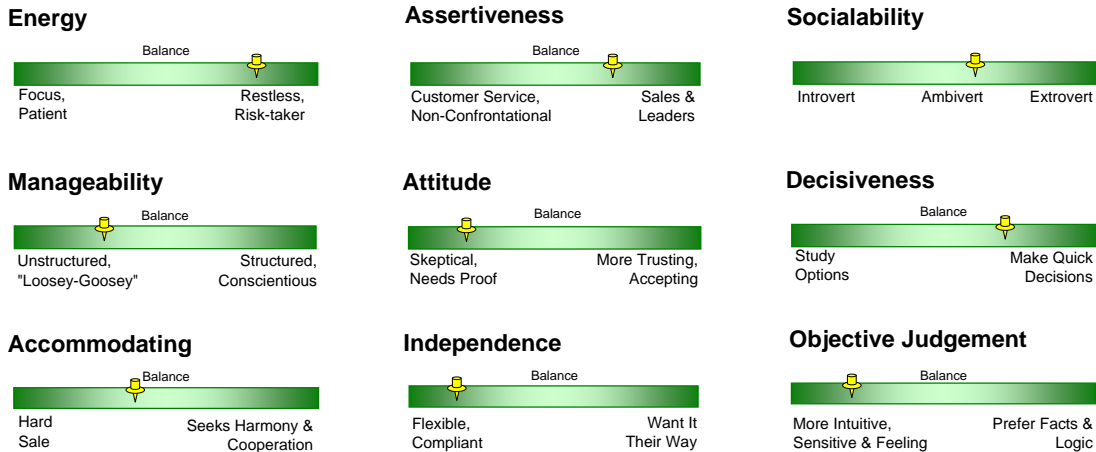 Energy
Balance
Focus,
Patient
Restless,
Risk-taker
Assertiveness
Balance
Customer Service,
Non-Confrontational
Sales &
Leaders
Socialability
Introvert
Ambivert
Extrovert
Manageability
Balance
Unstructured,
"Loosey-Goosey"
Structured,
Conscientious
Attitude
Balance
Skeptical,
Needs Proof
More Trusting,
Accepting
Decisiveness
Balance
Study
Options
Make Quick
Decisions
Accommodating
Balance
Hard
Sale
Seeks Harmony &
Cooperation
Independence
Balance
Flexible,
Compliant
Want It
Their Way
Objective Judgement
Balance
More Intuitive,
Sensitive & Feeling
Prefer Facts &
Logic